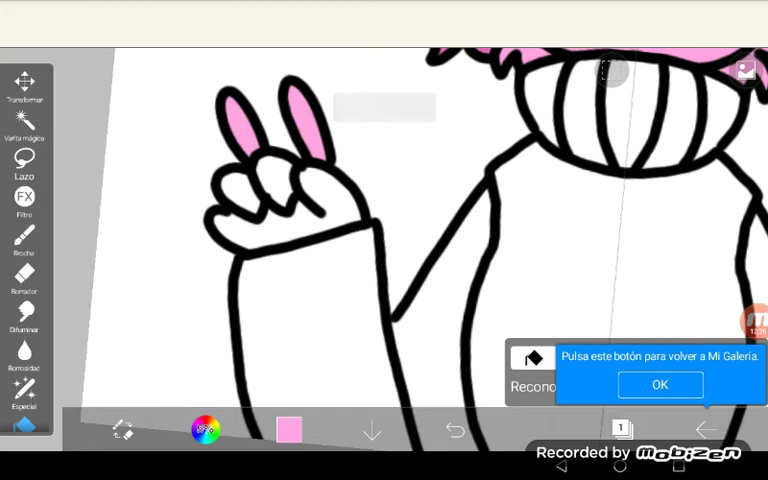 Transformar
Varita mágica
Lazo
FX
Filtro
Brocha
Borrador
Difuminar
Borrosidad
Especial
Pulsa este botón para volver a Mi Galería.
OK
Recono
1
Recorded by Mobizen